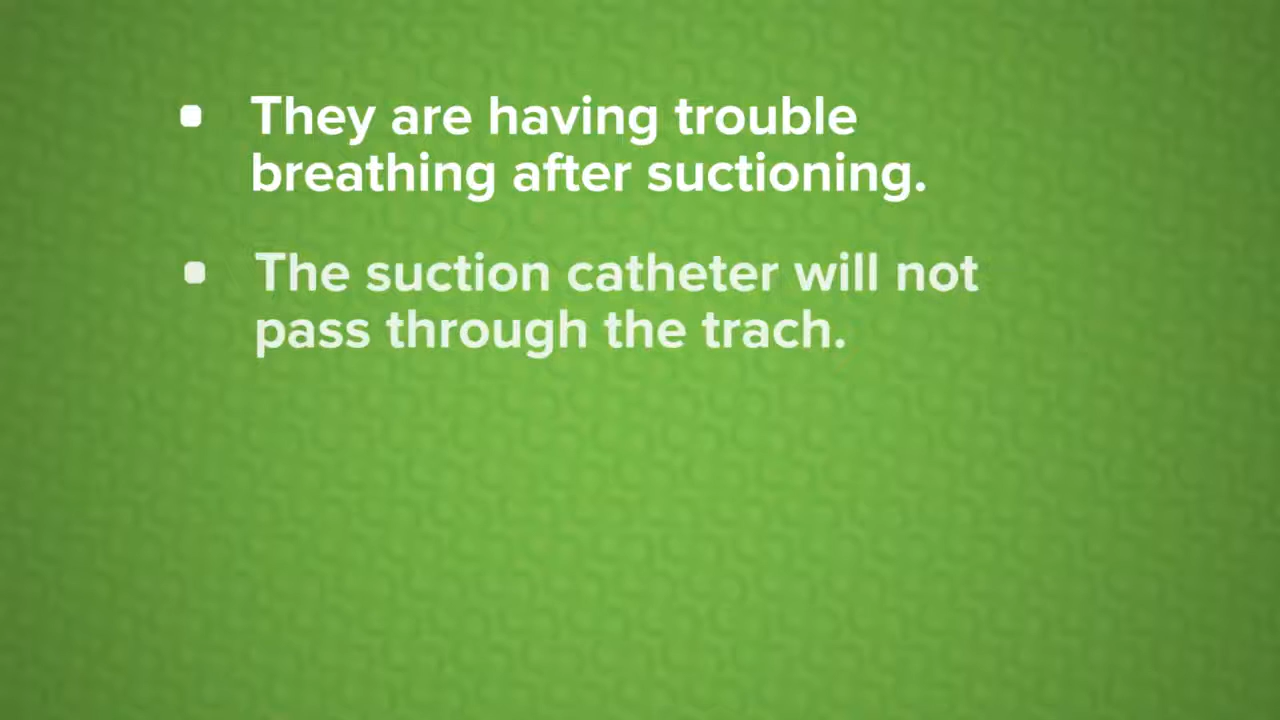 They are having trouble
breathing after suctioning.
The suction catheter will not
pass through the trach.